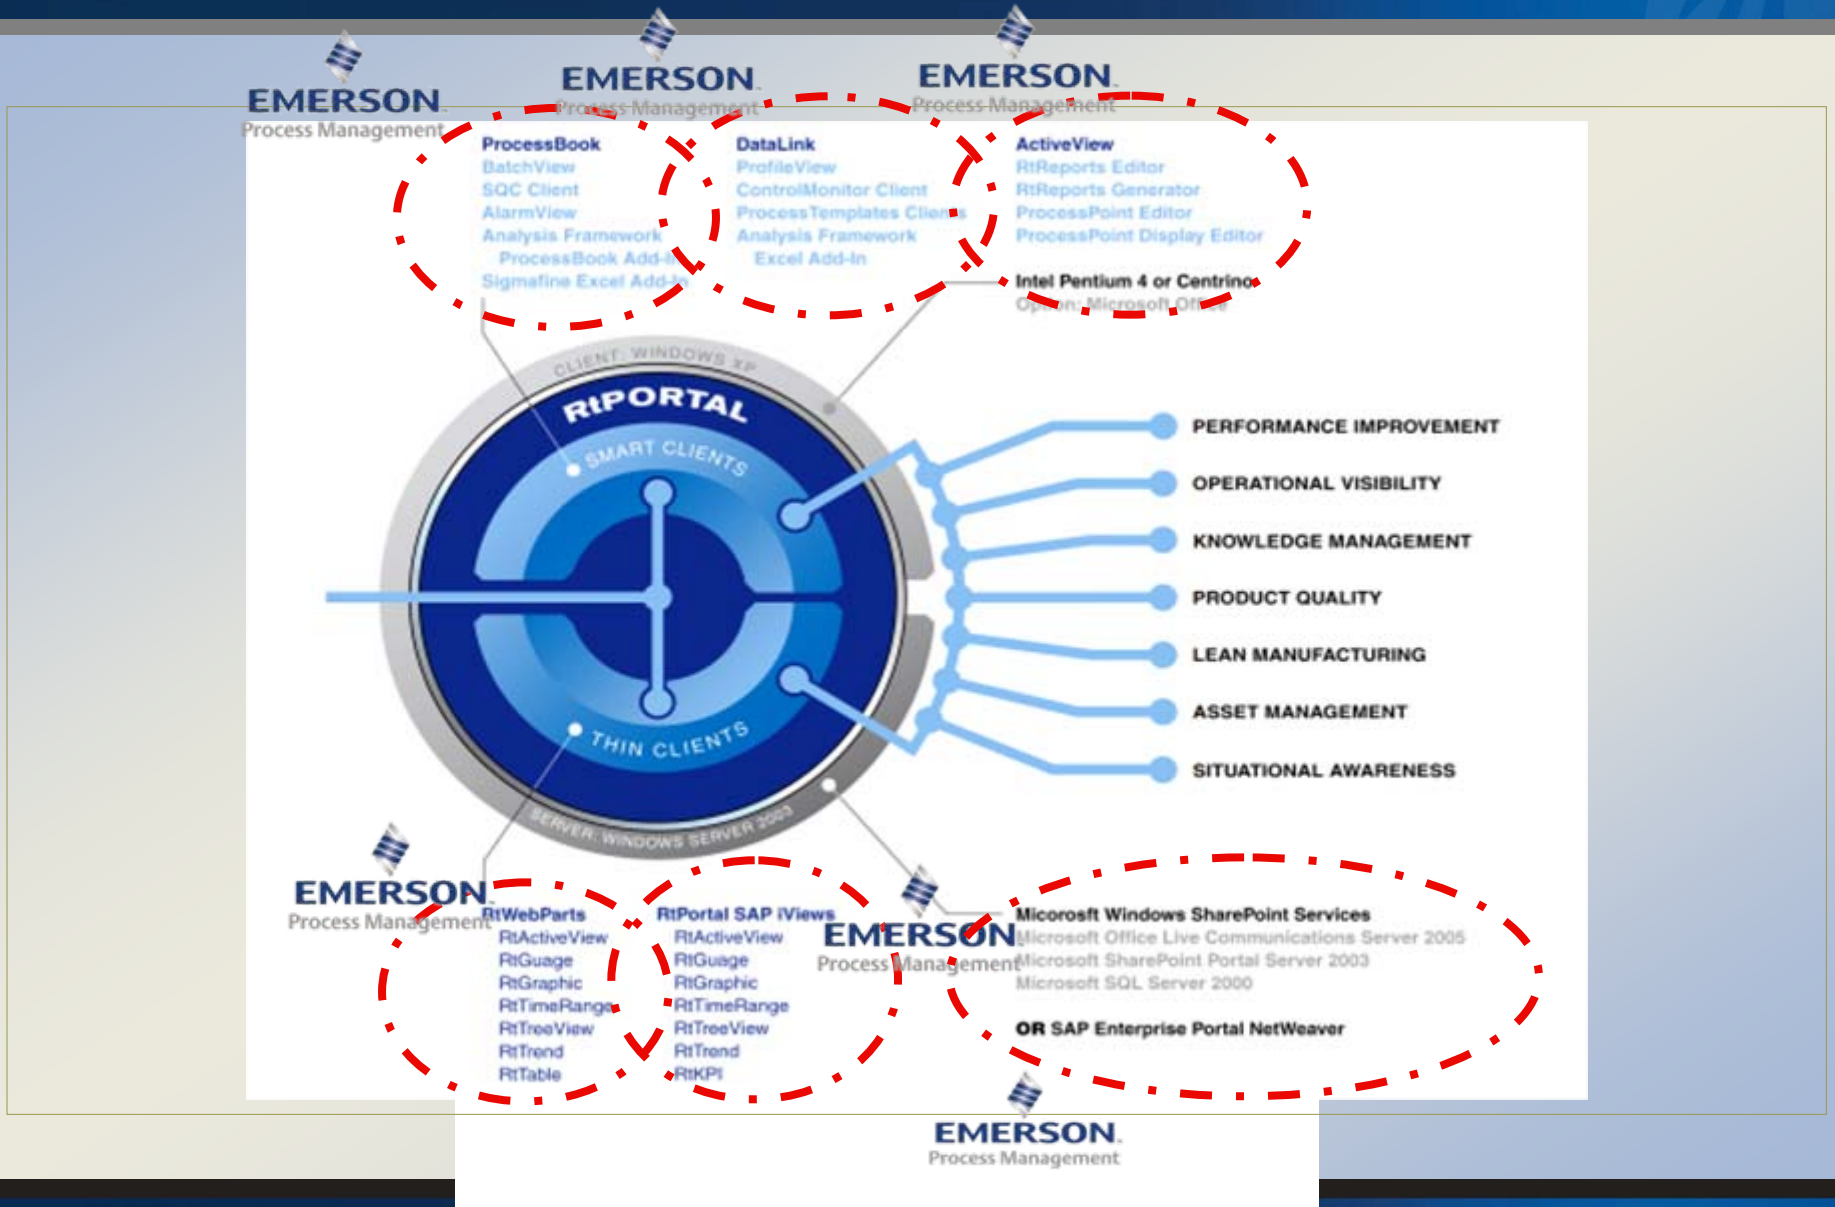 EMERSON
Process Management
EMERSON
Process Management
EMERSON
Process Management
ProcessBook
BatchView
SQC Client
AlarmView
Analysis Framework
ProcessBook Add-In
Sigmafine Excel Add-In
DataLink
ProfileView
ControlMonitor Client
ProcessTemplates Clients
Analysis Framework
Excel Add-In
ActiveView
RtReports Editor
RtReports Generator
ProcessPoint Editor
ProcessPoint Display Editor
Intel Pentium 4 or Centrino
Option: Microsoft Office
CLIENT: WINDOWS XP
RtPORTAL
SMART CLIENTS
THIN CLIENTS
SERVER: WINDOWS SERVER 2003
PERFORMANCE IMPROVEMENT
OPERATIONAL VISIBILITY
KNOWLEDGE MANAGEMENT
PRODUCT QUALITY
LEAN MANUFACTURING
ASSET MANAGEMENT
SITUATIONAL AWARENESS
EMERSON
Process Management
RtWebParts
RtActiveView
RtGuage
RtGraphic
RtTimeRange
RtTreeView
RtTrend
RtTable
RtPortal SAP iViews
RtActiveView
RtGuage
RtGraphic
RtTimeRange
RtTreeView
RtTrend
RtKPI
EMERSON
Process Management
Micorosft Windows SharePoint Services
Microsoft Office Live Communications Server 2005
Microsoft SharePoint Portal Server 2003
Microsoft SQL Server 2000
OR SAP Enterprise Portal NetWeaver
EMERSON
Process Management